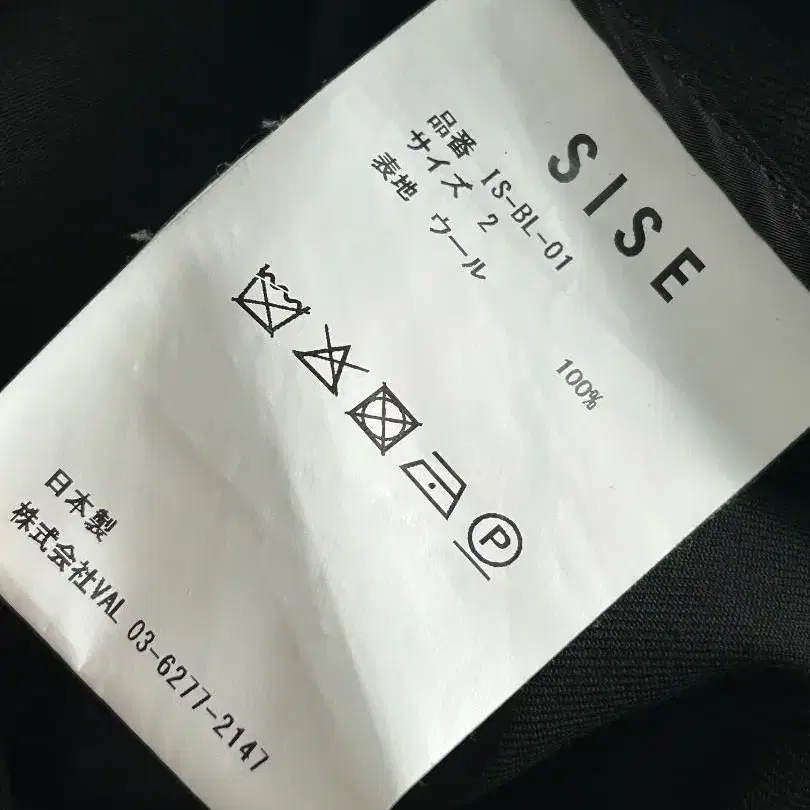 SISE
品番 IS-BL-01
サイズ 2
表地 ウール 100%
P
日本製
株式会社VAL 03-6277-2147